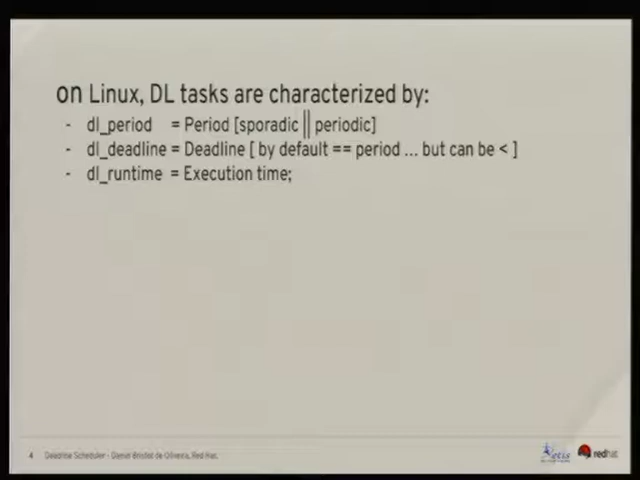 on Linux, DL tasks are characterized by:
- dl_period = Period [sporadic || periodic]
- dl_deadline = Deadline [ by default == period ... but can be < ]
- dl_runtime = Execution time;
4 Deadline Scheduler - Daniel Bristot de Oliveira, Red Hat.
retis
redhat